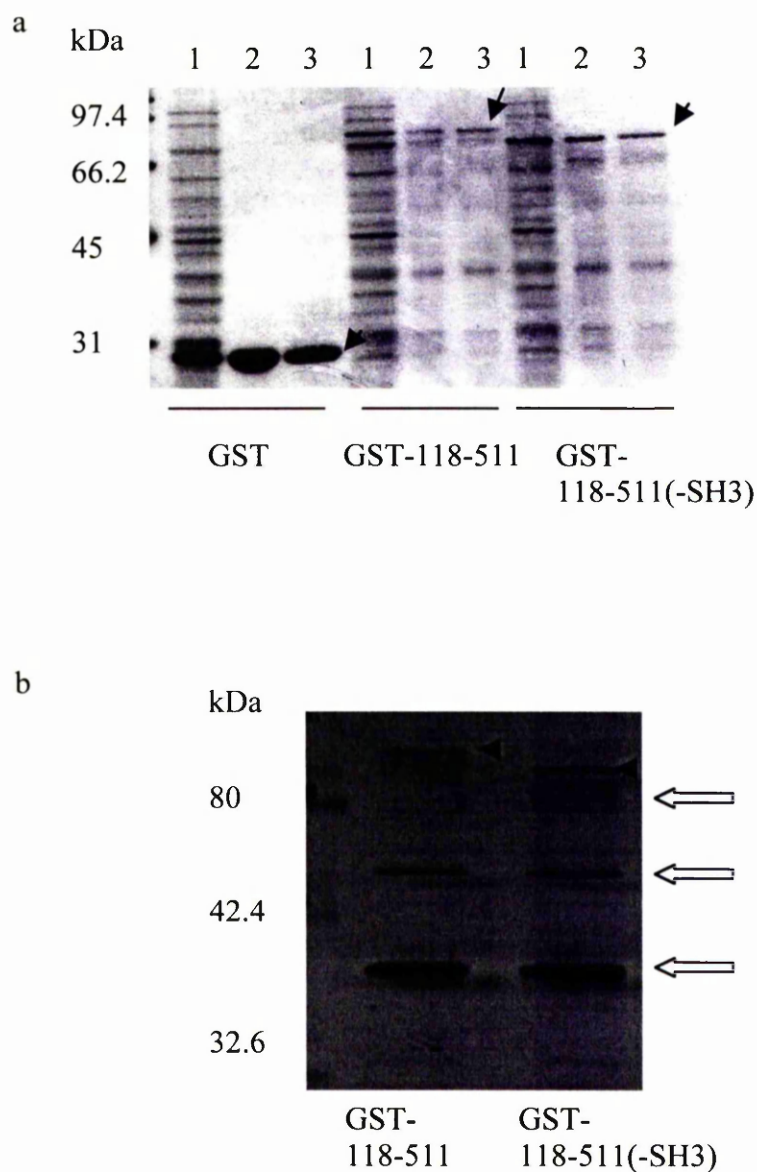 a
kDa
1 2 3 1 2 3 1 2 3
97.4
66.2
45
31
GST GST-118-511 GST-
118-511(-SH3)
b
kDa
80
42.4
32.6
GST- GST-
118-511 118-511(-SH3)